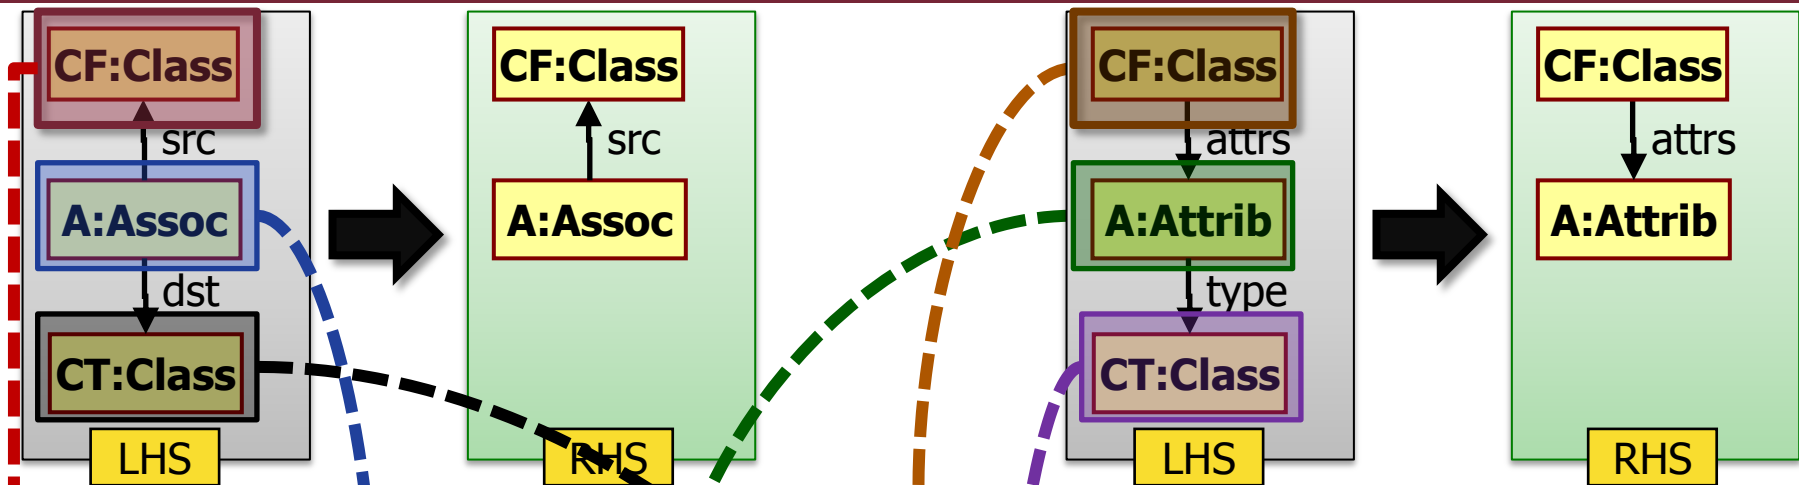 CF:Class
src
A:Assoc
dst
CT:Class
LHS
CF:Class
src
A:Assoc
RHS
CF:Class
attrs
A:Attrib
type
CT:Class
LHS
CF:Class
attrs
A:Attrib
RHS